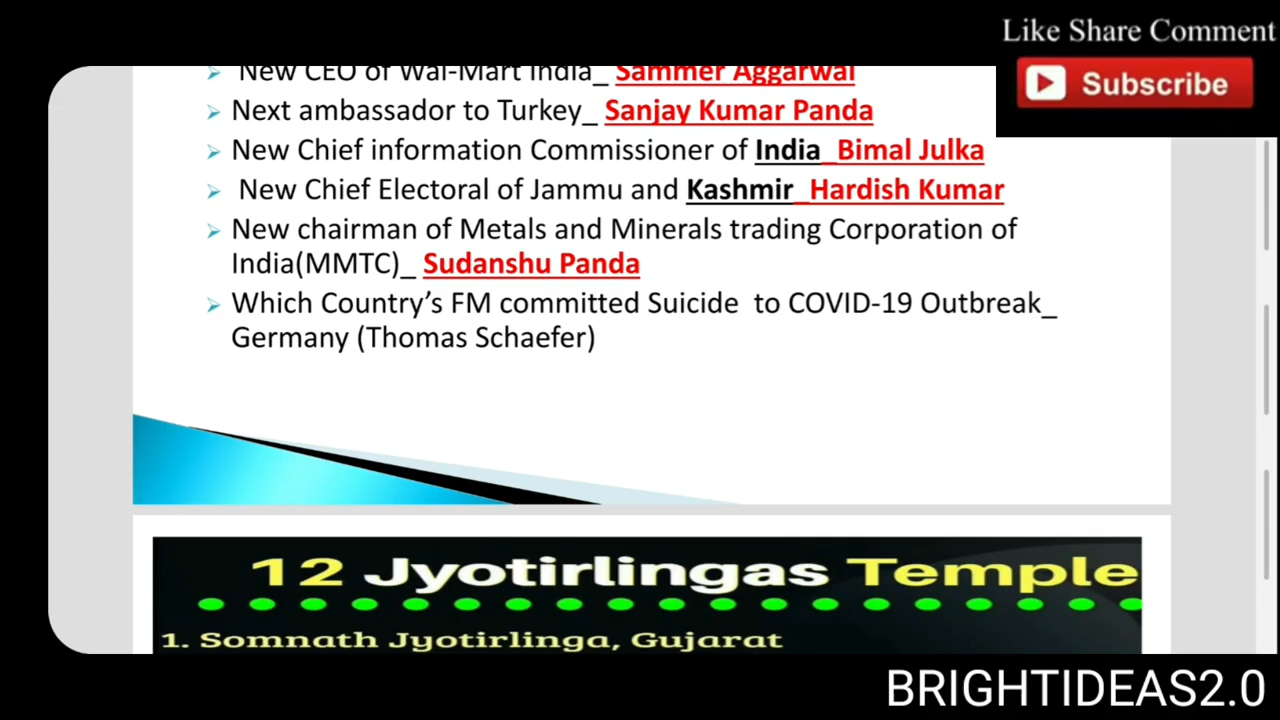 Like Share Comment
Subscribe
New CEO of Wal-Mart India_ Sammer Aggarwal
Next ambassador to Turkey_ Sanjay Kumar Panda
New Chief information Commissioner of India_Bimal Julka
New Chief Electoral of Jammu and Kashmir_Hardish Kumar
New chairman of Metals and Minerals trading Corporation of
India(MMTC)_ Sudanshu Panda
Which Country's FM committed Suicide to COVID-19 Outbreak_
Germany (Thomas Schaefer)
12 Jyotirlingas Temple
1. Somnath Jyotirlinga, Gujarat
BRIGHTIDEAS2.0